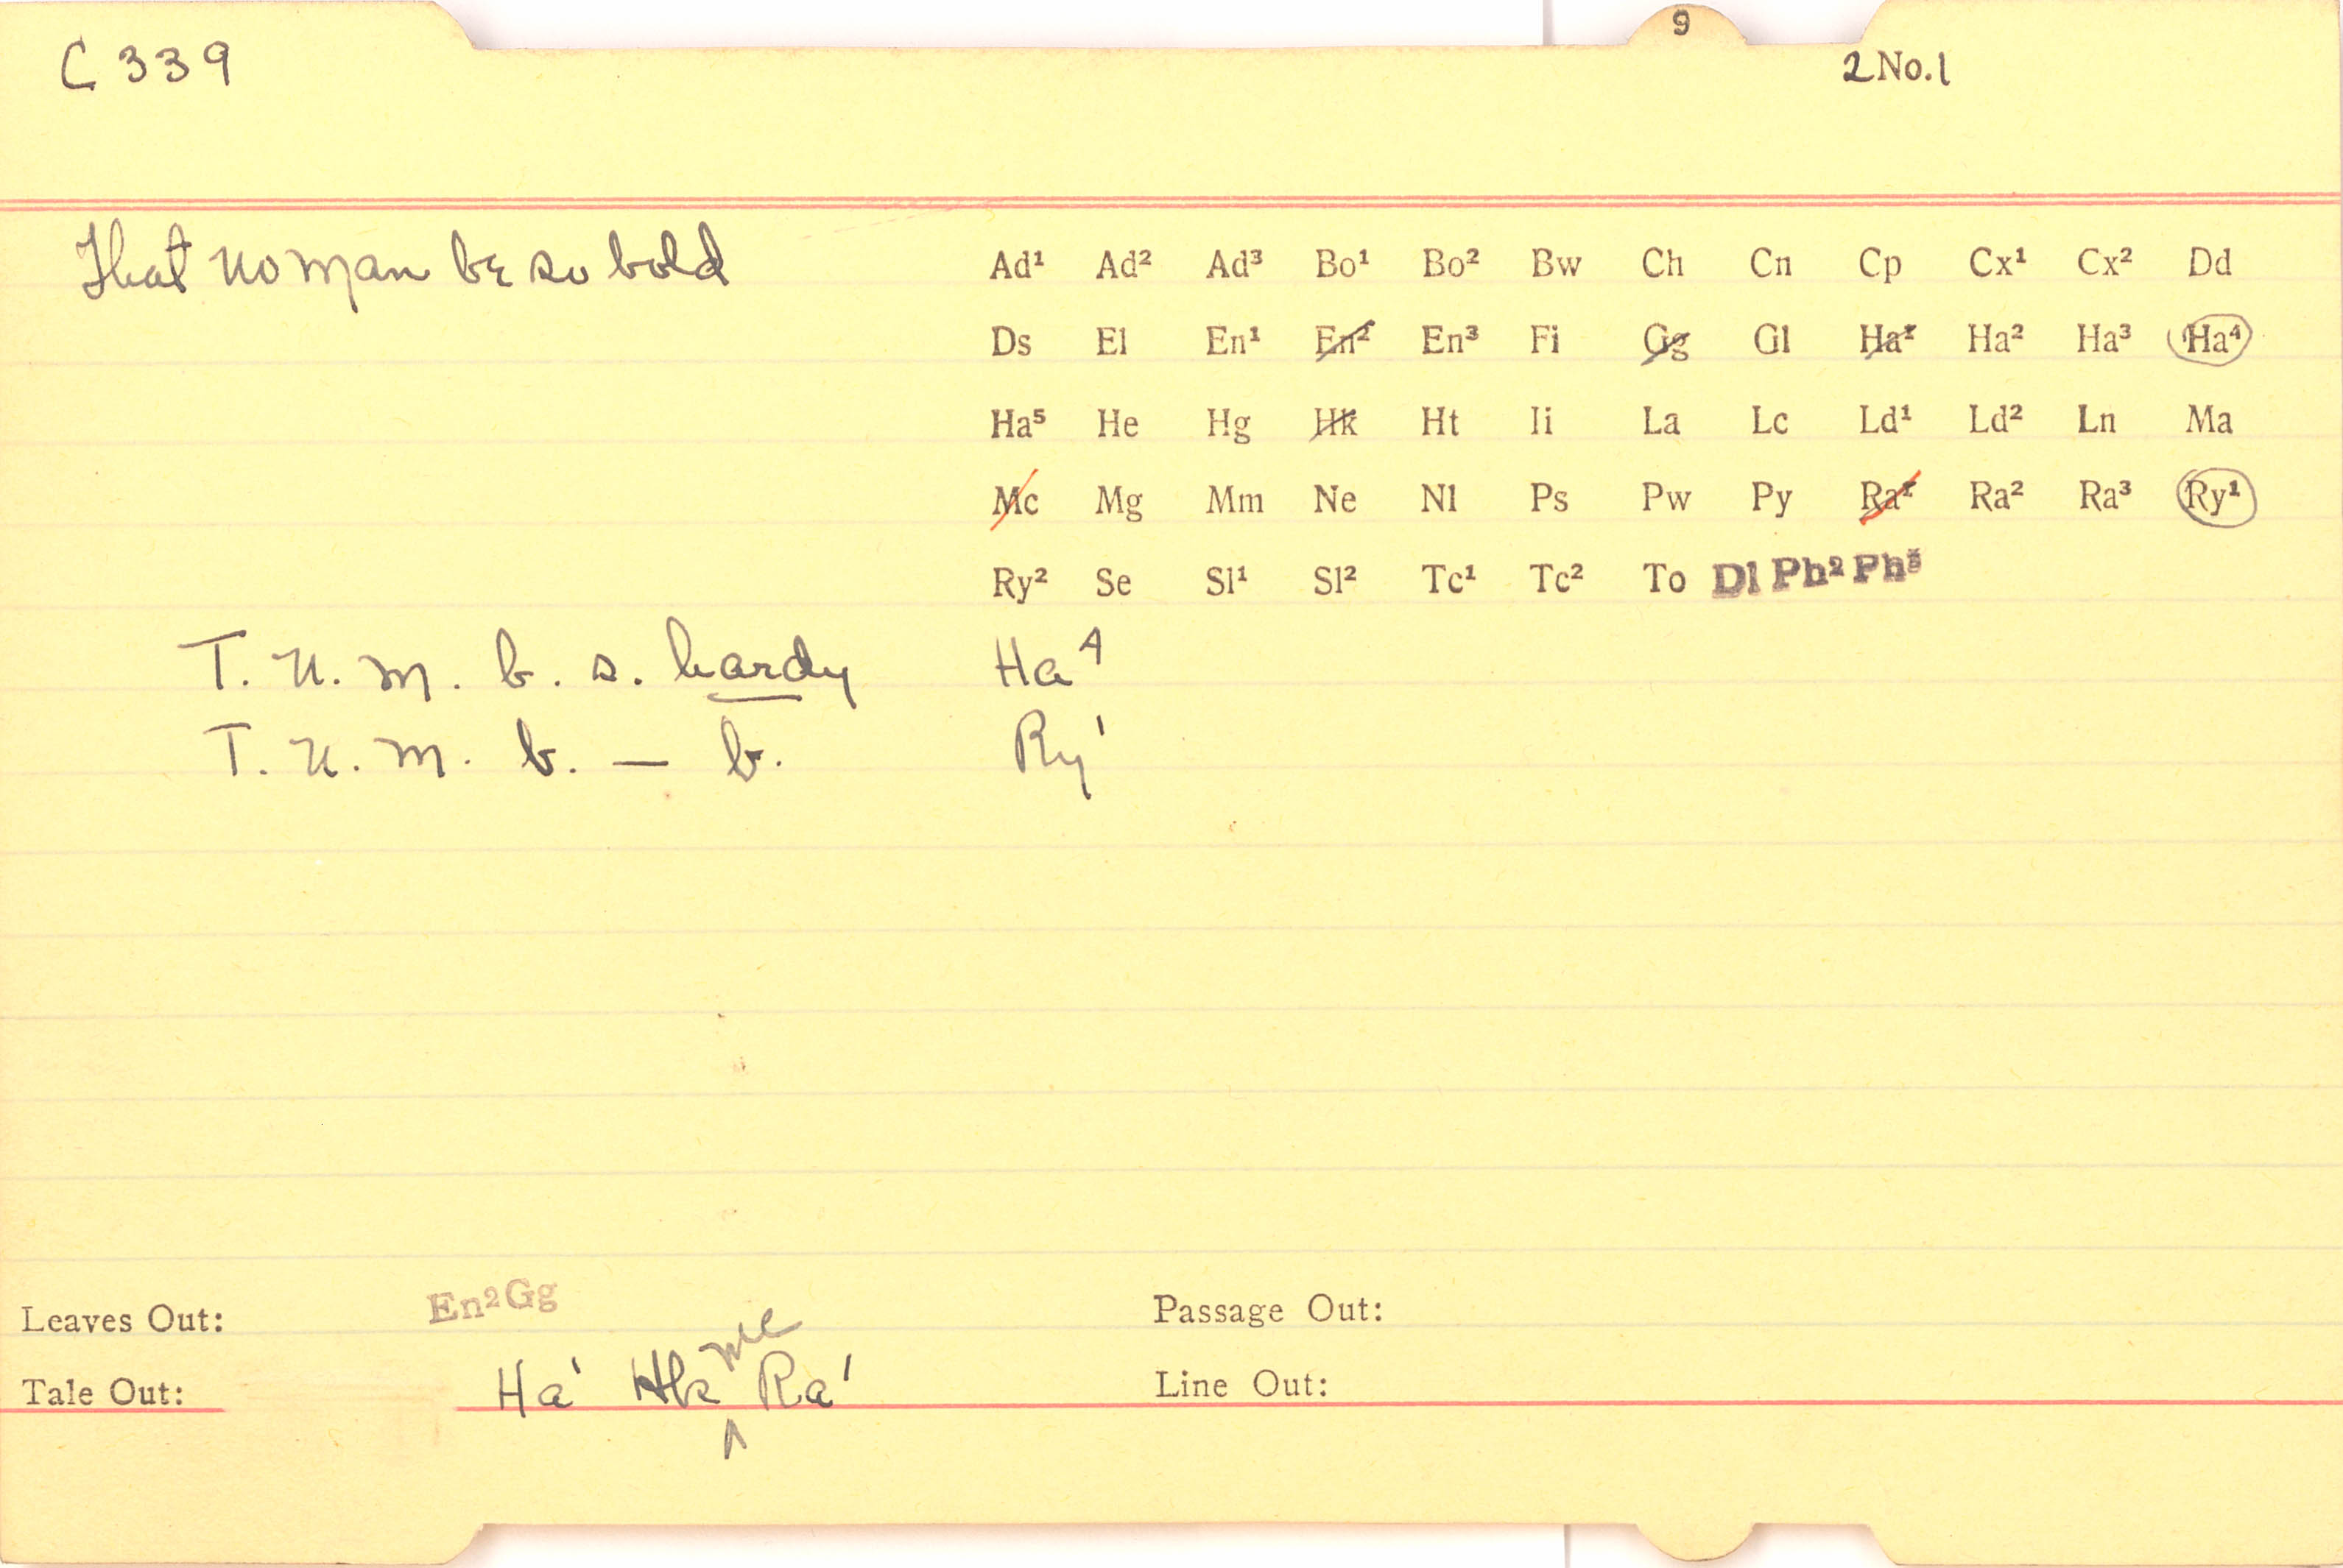 9
C 339 2 No. 1
That no man be so bold Ad¹ Ad² Ad³ Bo¹ Bo² Bw Ch Cn Cp Cx¹ Cx² Dd
Ds El En¹ En² En³ Fi Gg Gl Ha¹ Ha² Ha³ Ha⁴
Ha⁵ He Hg Hk Ht Ii La Lc Ld¹ Ld² Ln Ma
Mc Mg Mm Ne Nl Ps Pw Py Ra¹ Ra² Ra³ Ry¹
Ry² Se Sl¹ Sl² Tc¹ Tc² To Dl Ph² Ph³
T. n. m. b. s. hardy Ha⁴
T. n. m. b. — b. Ry¹
Leaves Out: En² Gg Passage Out:
Mc
Tale Out: Ha¹ Hk ^ Ra¹ Line Out: